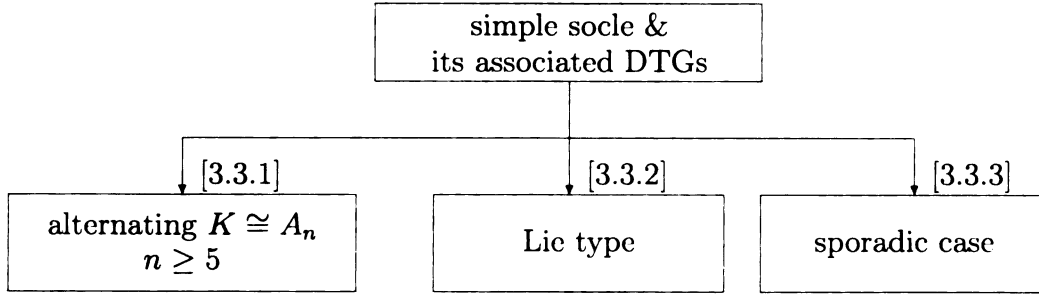 simple socle &
its associated DTGs
[3.3.1]
[3.3.2]
[3.3.3]
alternating K ≅ A_n
n ≥ 5
Lie type
sporadic case